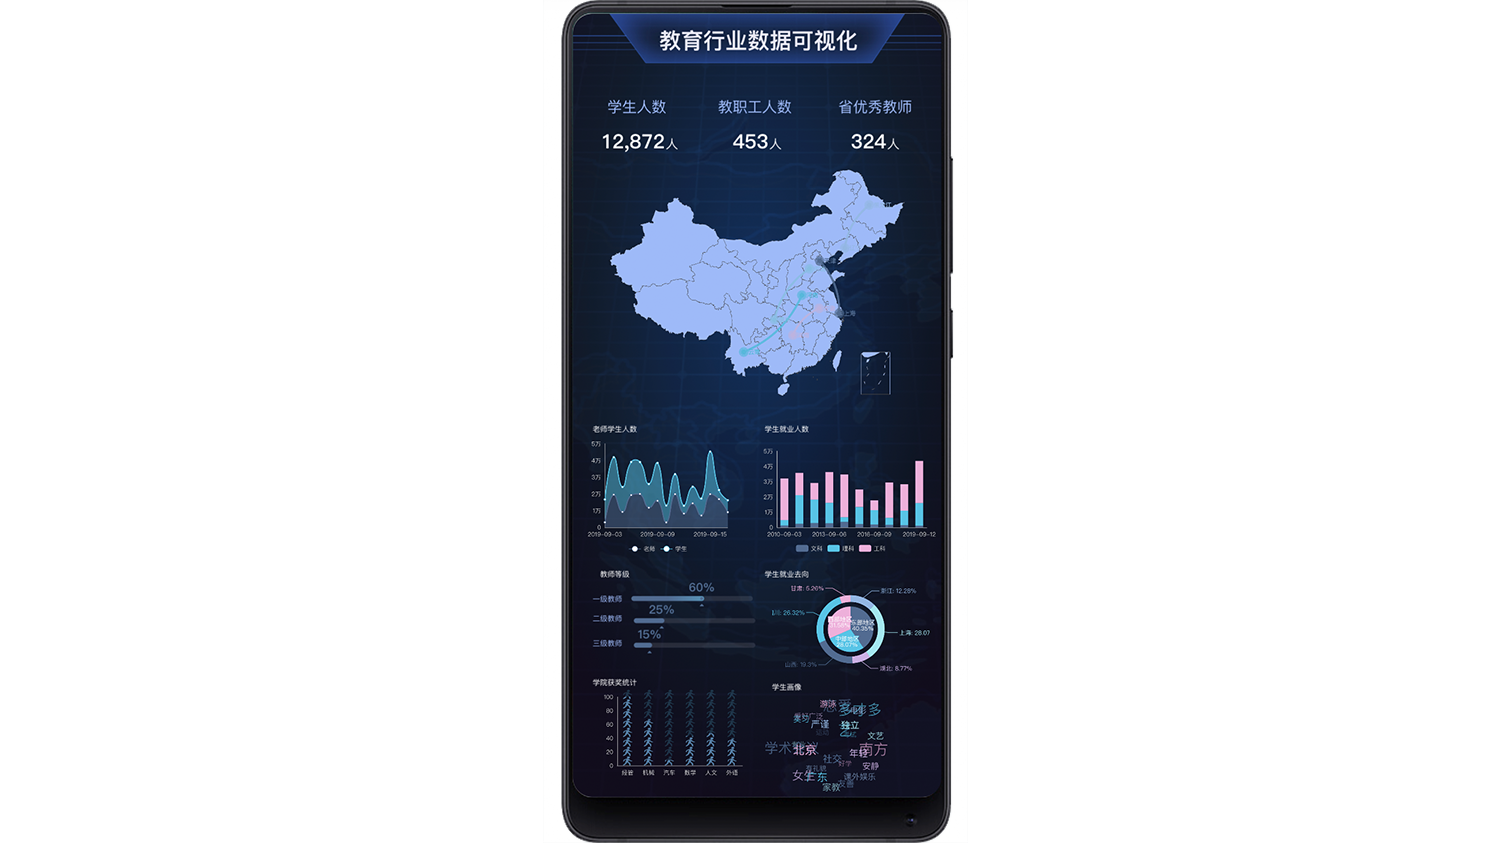 教育行业数据可视化
学生人数 教职工人数 省优秀教师
12,872人 453人 324人
上海
老师学生人数
5万
4万
3万
2万
1万
0
2019-09-03 2019-09-09 2019-09-15
老师 学生
学生就业人数
5万
4万
3万
2万
1万
0
2010-09-03 2013-09-06 2016-09-09 2019-09-12
文科 理科 工科
教师等级
60%
一级教师
25%
二级教师
15%
三级教师
学生就业去向
甘肃: 5.26%
浙江: 12.28%
26.32%
上海: 28.07
山西: 19.3%
湖北: 8.77%
东部地区
40.35%
中部地区
28.07%
学院获奖统计
100
80
60
40
20
0
经管 机械 汽车 数学 人文 外语
学生画像
游泳
多才多
爱好广泛
严谨
独立
文艺
学术
北京
年轻
南方
社交
好学
安静
女生
广东
课外娱乐
家教
友善